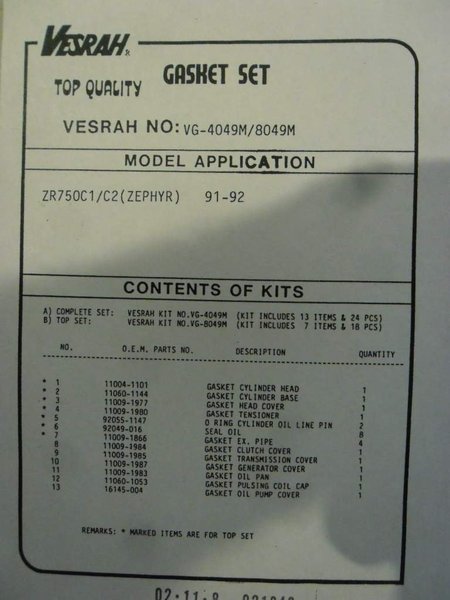 VESRAH R
TOP QUALITY GASKET SET
VESRAH NO: VG-4049M/8049M
MODEL APPLICATION
ZR750C1/C2(ZEPHYR) 91-92
CONTENTS OF KITS
A) COMPLETE SET: VESRAH KIT NO.VG-4049M (KIT INCLUDES 13 ITEMS & 24 PCS)
B) TOP SET: VESRAH KIT NO.VG-8049M (KIT INCLUDES 7 ITEMS & 18 PCS)
NO. O.E.M. PARTS NO. DESCRIPTION QUANTITY
* 1 11004-1101 GASKET CYLINDER HEAD 1
* 2 11060-1144 GASKET CYLINDER BASE 1
* 3 11009-1977 GASKET HEAD COVER 1
* 4 11009-1980 GASKET TENSIONER 1
* 5 92055-1147 O RING CYLINDER OIL LINE PIN 2
* 6 92049-016 SEAL OIL 8
* 7 11009-1866 GASKET EX. PIPE 4
8 11009-1984 GASKET CLUTCH COVER 1
9 11009-1985 GASKET TRANSMISSION COVER 1
10 11009-1987 GASKET GENERATOR COVER 1
11 11009-1983 GASKET OIL PAN 1
12 11060-1053 GASKET PULSING COIL CAP 1
13 16145-004 GASKET OIL PUMP COVER 1
REMARKS: * MARKED ITEMS ARE FOR TOP SET